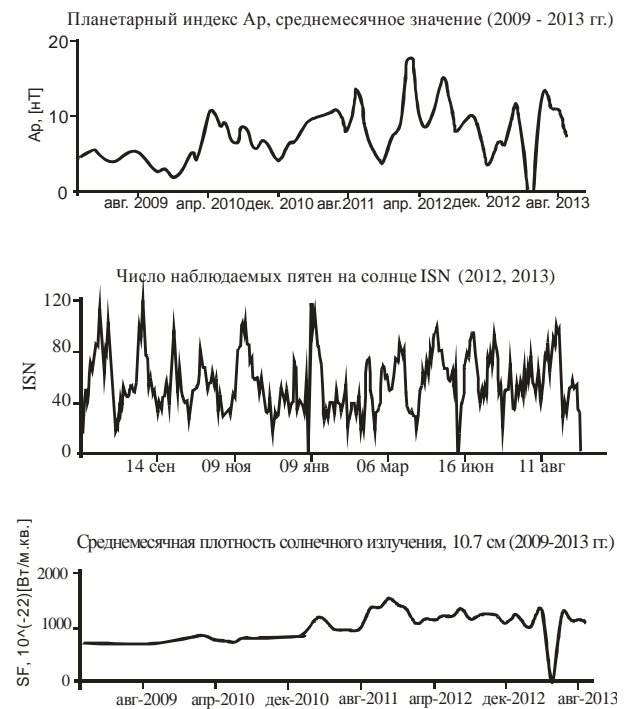 Планетарный индекс Ap, среднемесячное значение (2009 - 2013 гг.)
20
10
0
Ap, [нТ]
авг. 2009 апр. 2010 дек. 2010 авг.2011 апр. 2012 дек. 2012 авг. 2013
Число наблюдаемых пятен на солнце ISN (2012, 2013)
120
80
40
0
ISN
14 сен 09 ноя 09 янв 06 мар 16 июн 11 авг
Среднемесячная плотность солнечного излучения, 10.7 см (2009-2013 гг.)
2000
1000
0
SF, 10^(-22)[Вт/м.кв.]
авг-2009 апр-2010 дек-2010 авг-2011 апр-2012 дек-2012 авг-2013